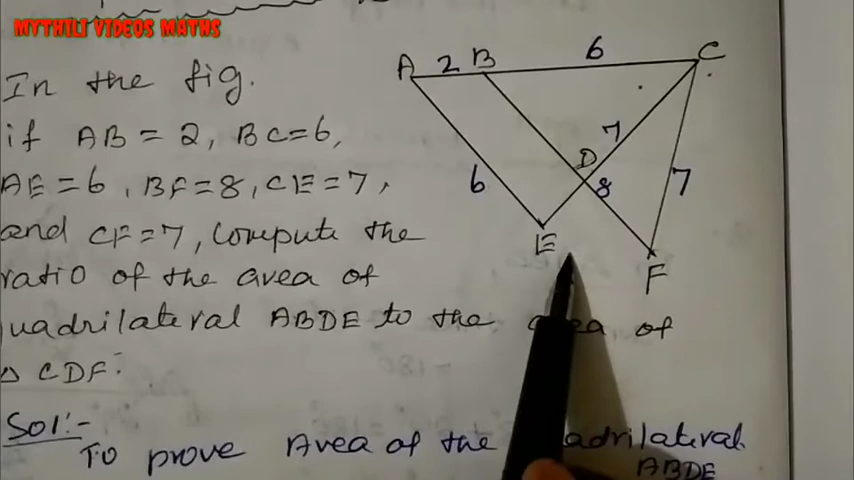 MYTHILI VIDEOS MATHS
In the fig.
if AB = 2, BC=6,
AE = 6, BF=8, CE=7,
and CF=7, Compute the
ratio of the area of
quadrilateral ABDE to the area of
△ CDF:
A 2 B 6 C
7
D
6 8 7
E
F
Sol:-
To prove Area of the quadrilateral
ABDE